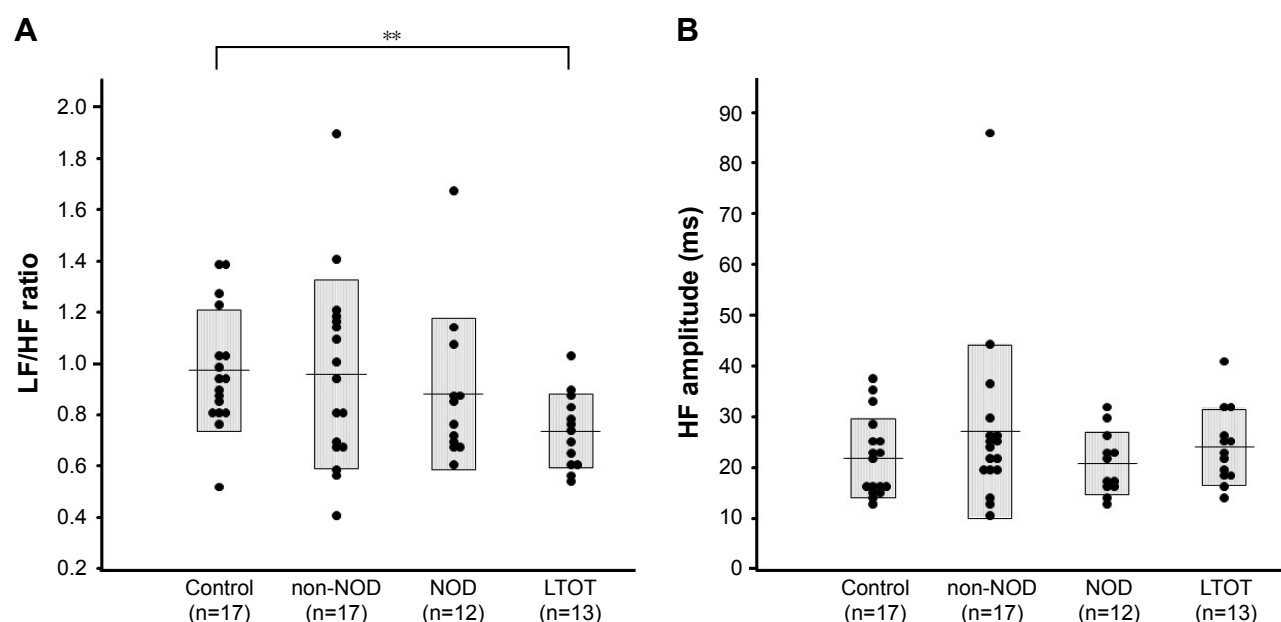 A
**
LF/HF ratio
2.0
1.8
1.6
1.4
1.2
1.0
0.8
0.6
0.4
0.2
Control
(n=17)
non-NOD
(n=17)
NOD
(n=12)
LTOT
(n=13)
B
HF amplitude (ms)
90
80
70
60
50
40
30
20
10
0
Control
(n=17)
non-NOD
(n=17)
NOD
(n=12)
LTOT
(n=13)